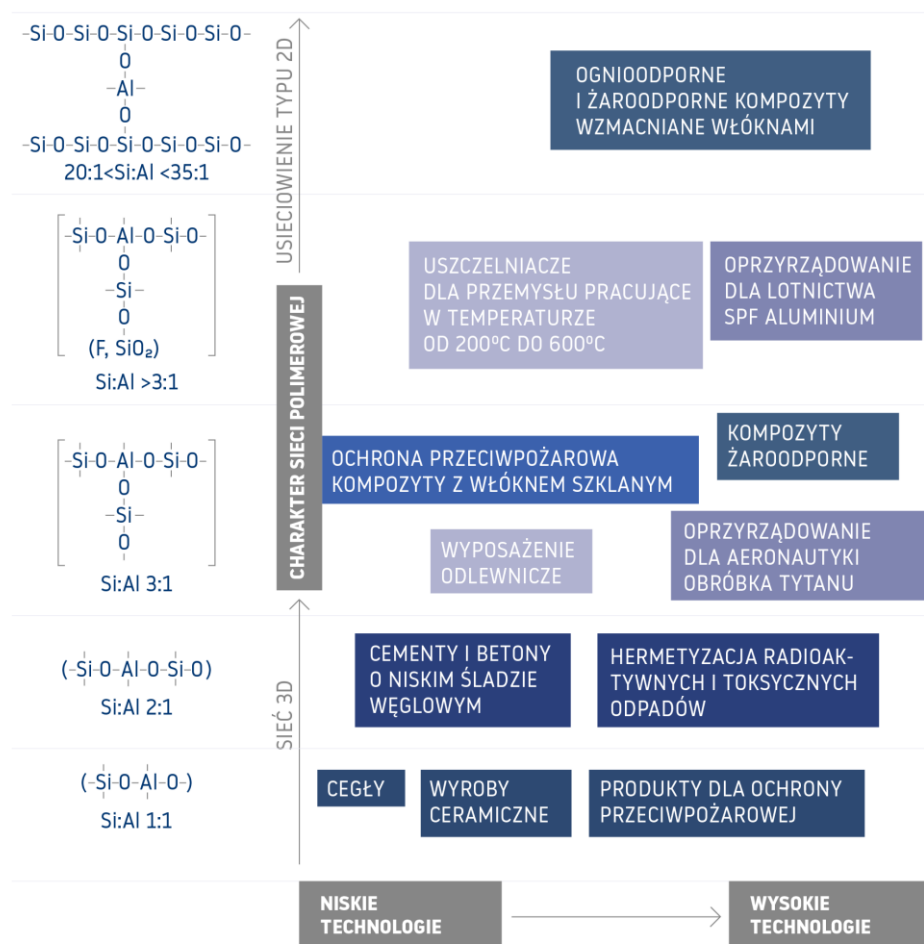 -Si-O-Si-O-Si-O-Si-O-Si-O-
O
-Al-
O
-Si-O-Si-O-Si-O-Si-O-Si-O-
20:1<Si:Al <35:1
USIECIOWIENIE TYPU 2D
OGNIOODPORNE
I ŻAROODPORNE KOMPOZYTY
WZMACNIANE WŁÓKNAMI
-Si-O-Al-O-Si-O-
O
-Si-
O
(F, SiO₂)
Si:Al >3:1
USZCZELNIACZE
DLA PRZEMYSŁU PRACUJĄCE
W TEMPERATURZE
OD 200ºC DO 600ºC
OPRZYRZĄDOWANIE
DLA LOTNICTWA
SPF ALUMINIUM
CHARAKTER SIECI POLIMEROWEJ
-Si-O-Al-O-Si-O-
O
-Si-
O
Si:Al 3:1
OCHRONA PRZECIWPOŻAROWA
KOMPOZYTY Z WŁÓKNEM SZKLANYM
KOMPOZYTY
ŻAROODPORNE
WYPOSAŻENIE
ODLEWNICZE
OPRZYRZĄDOWANIE
DLA AERONAUTYKI
OBRÓBKA TYTANU
(-Si-O-Al-O-Si-O)
Si:Al 2:1
SIEĆ 3D
CEMENTY I BETONY
O NISKIM ŚLADZIE
WĘGLOWYM
HERMETYZACJA RADIOAK-
TYWNYCH I TOKSYCZNYCH
ODPADÓW
(-Si-O-Al-O-)
Si:Al 1:1
CEGŁY
WYROBY
CERAMICZNE
PRODUKTY DLA OCHRONY
PRZECIWPOŻAROWEJ
NISKIE
TECHNOLOGIE
WYSOKIE
TECHNOLOGIE